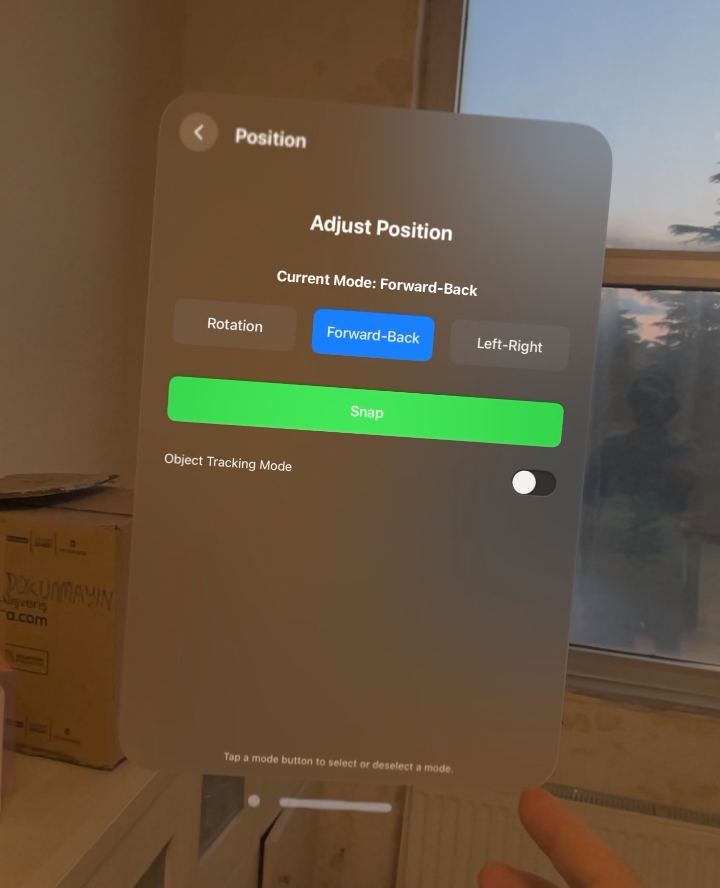 Position
Adjust Position
Current Mode: Forward-Back
Rotation
Forward-Back
Left-Right
Snap
Object Tracking Mode
DOKUNMAYIN
alışveriş
a.com
Tap a mode button to select or deselect a mode.